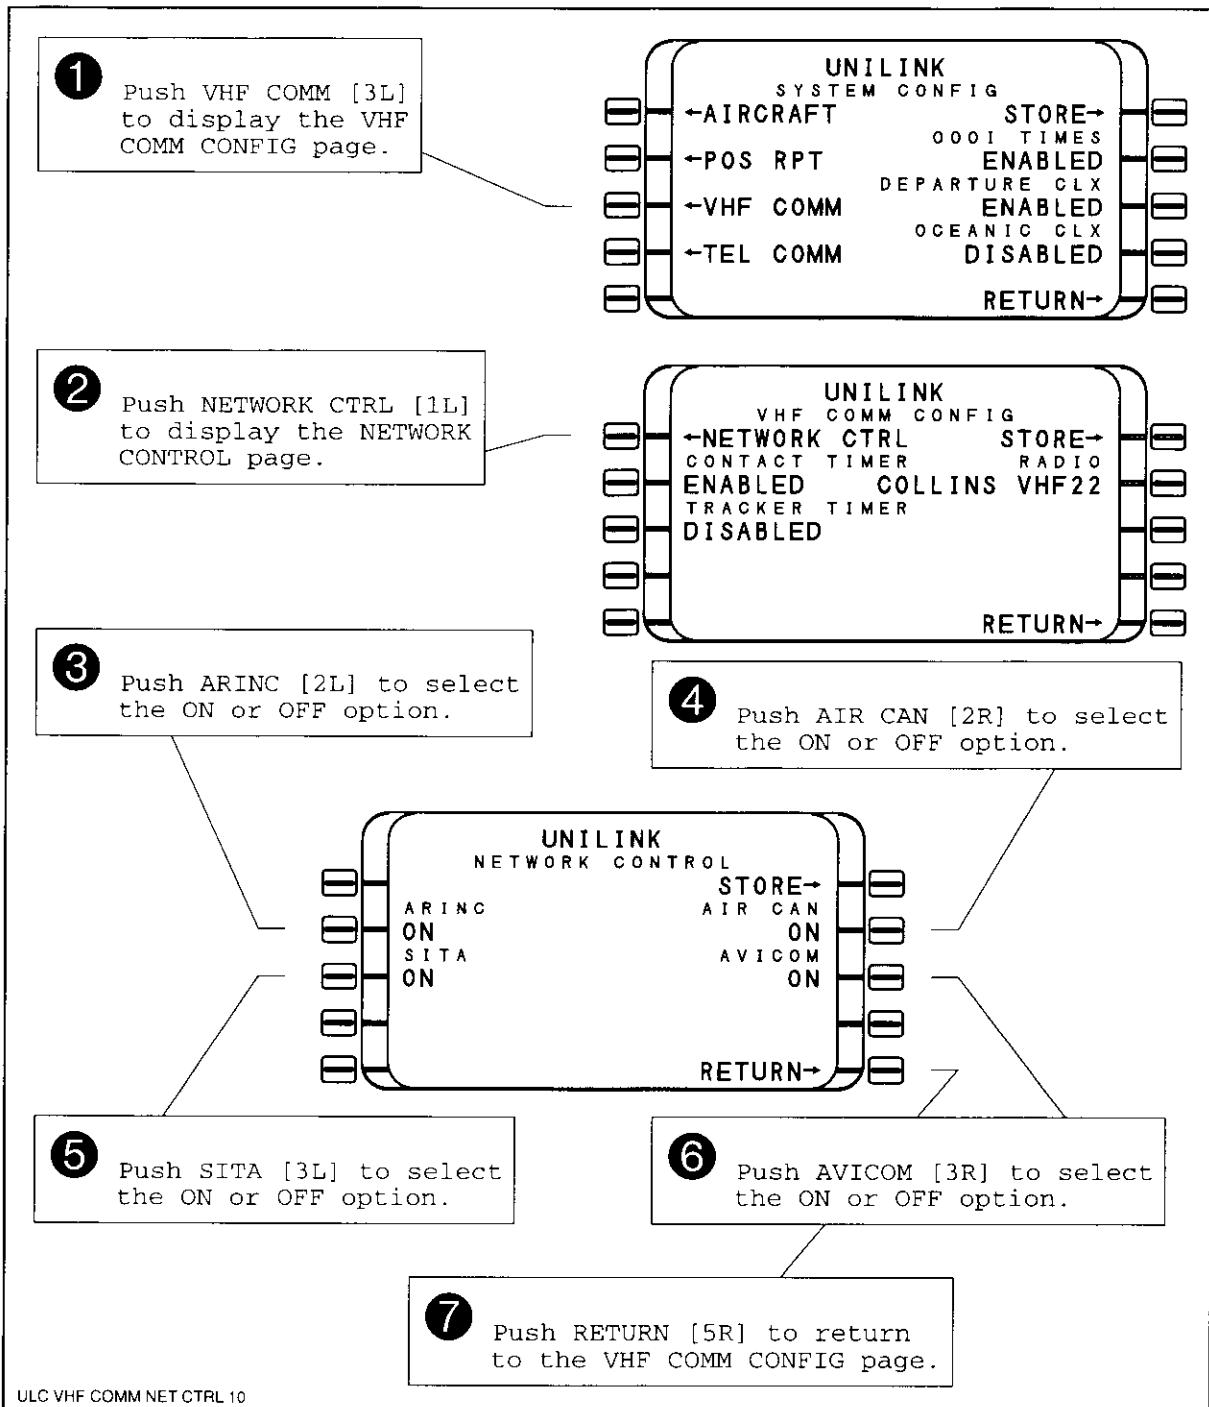 1
Push VHF COMM [3L]
to display the VHF
COMM CONFIG page.
UNILINK
SYSTEM CONFIG
←AIRCRAFT STORE→
OOOI TIMES
←POS RPT ENABLED
DEPARTURE CLX
←VHF COMM ENABLED
OCEANIC CLX
←TEL COMM DISABLED
RETURN→
2
Push NETWORK CTRL [1L]
to display the NETWORK
CONTROL page.
UNILINK
VHF COMM CONFIG
←NETWORK CTRL STORE→
CONTACT TIMER RADIO
ENABLED COLLINS VHF22
TRACKER TIMER
DISABLED
RETURN→
3
Push ARINC [2L] to select
the ON or OFF option.
4
Push AIR CAN [2R] to select
the ON or OFF option.
UNILINK
NETWORK CONTROL
STORE→
ARINC AIR CAN
ON ON
SITA AVICOM
ON ON
RETURN→
5
Push SITA [3L] to select
the ON or OFF option.
6
Push AVICOM [3R] to select
the ON or OFF option.
7
Push RETURN [5R] to return
to the VHF COMM CONFIG page.
ULC VHF COMM NET CTRL 10